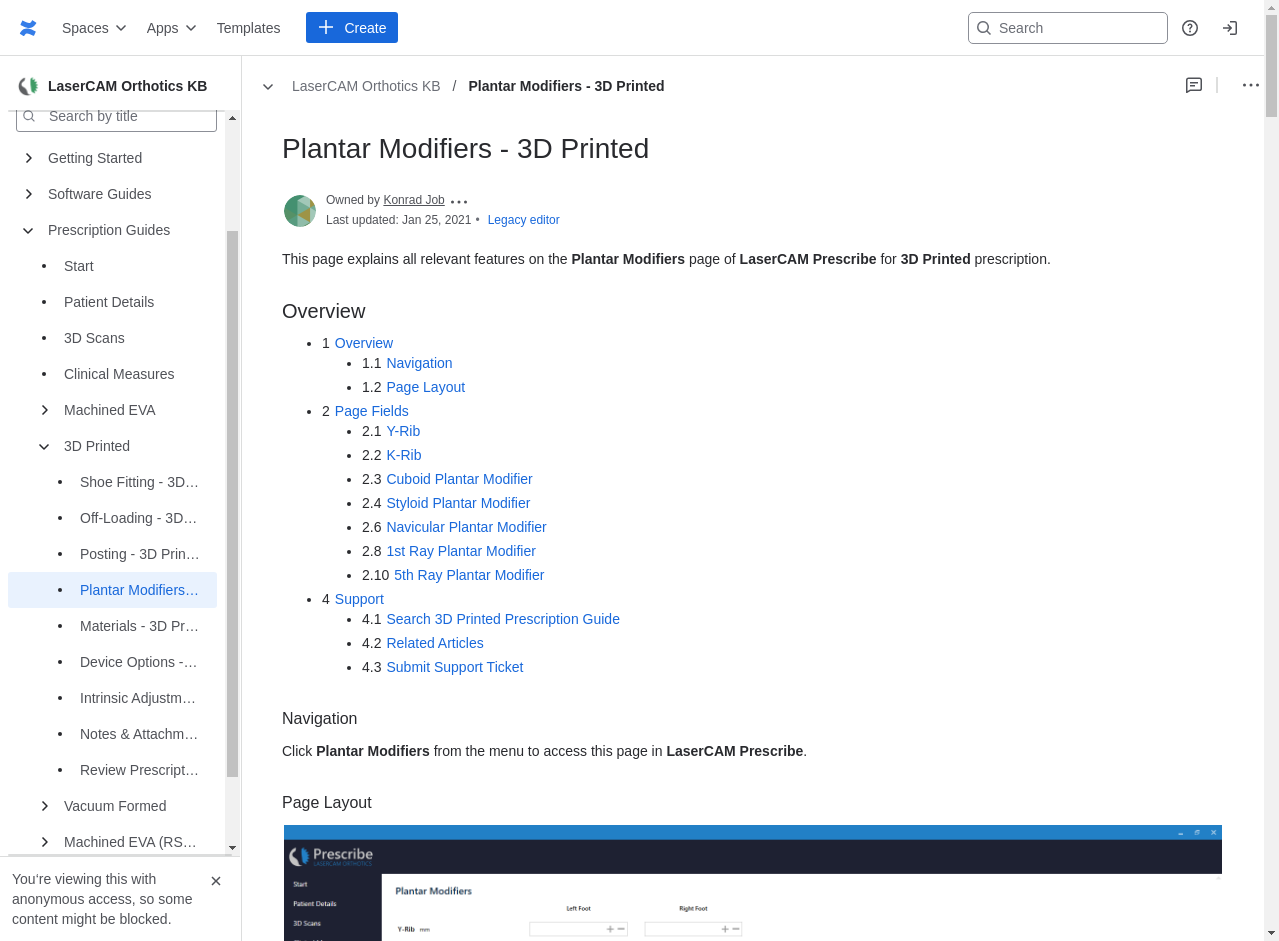 Spaces Apps Templates Create Search
LaserCAM Orthotics KB
Search by title
Getting Started
Software Guides
Prescription Guides
Start
Patient Details
3D Scans
Clinical Measures
Machined EVA
3D Printed
Shoe Fitting - 3D…
Off-Loading - 3D…
Posting - 3D Prin…
Plantar Modifiers…
Materials - 3D Pr…
Device Options -…
Intrinsic Adjustm…
Notes & Attachm…
Review Prescript…
Vacuum Formed
Machined EVA (RS…
You‘re viewing this with
anonymous access, so some
content might be blocked.
LaserCAM Orthotics KB / Plantar Modifiers - 3D Printed
Plantar Modifiers - 3D Printed
Owned by Konrad Job
Last updated: Jan 25, 2021 • Legacy editor
This page explains all relevant features on the Plantar Modifiers page of LaserCAM Prescribe for 3D Printed prescription.
Overview
1 Overview
1.1 Navigation
1.2 Page Layout
2 Page Fields
2.1 Y-Rib
2.2 K-Rib
2.3 Cuboid Plantar Modifier
2.4 Styloid Plantar Modifier
2.6 Navicular Plantar Modifier
2.8 1st Ray Plantar Modifier
2.10 5th Ray Plantar Modifier
4 Support
4.1 Search 3D Printed Prescription Guide
4.2 Related Articles
4.3 Submit Support Ticket
Navigation
Click Plantar Modifiers from the menu to access this page in LaserCAM Prescribe.
Page Layout
Prescribe
LASERCAM ORTHOTICS
Start
Patient Details
3D Scans
Plantar Modifiers
Left Foot Right Foot
Y-Rib mm